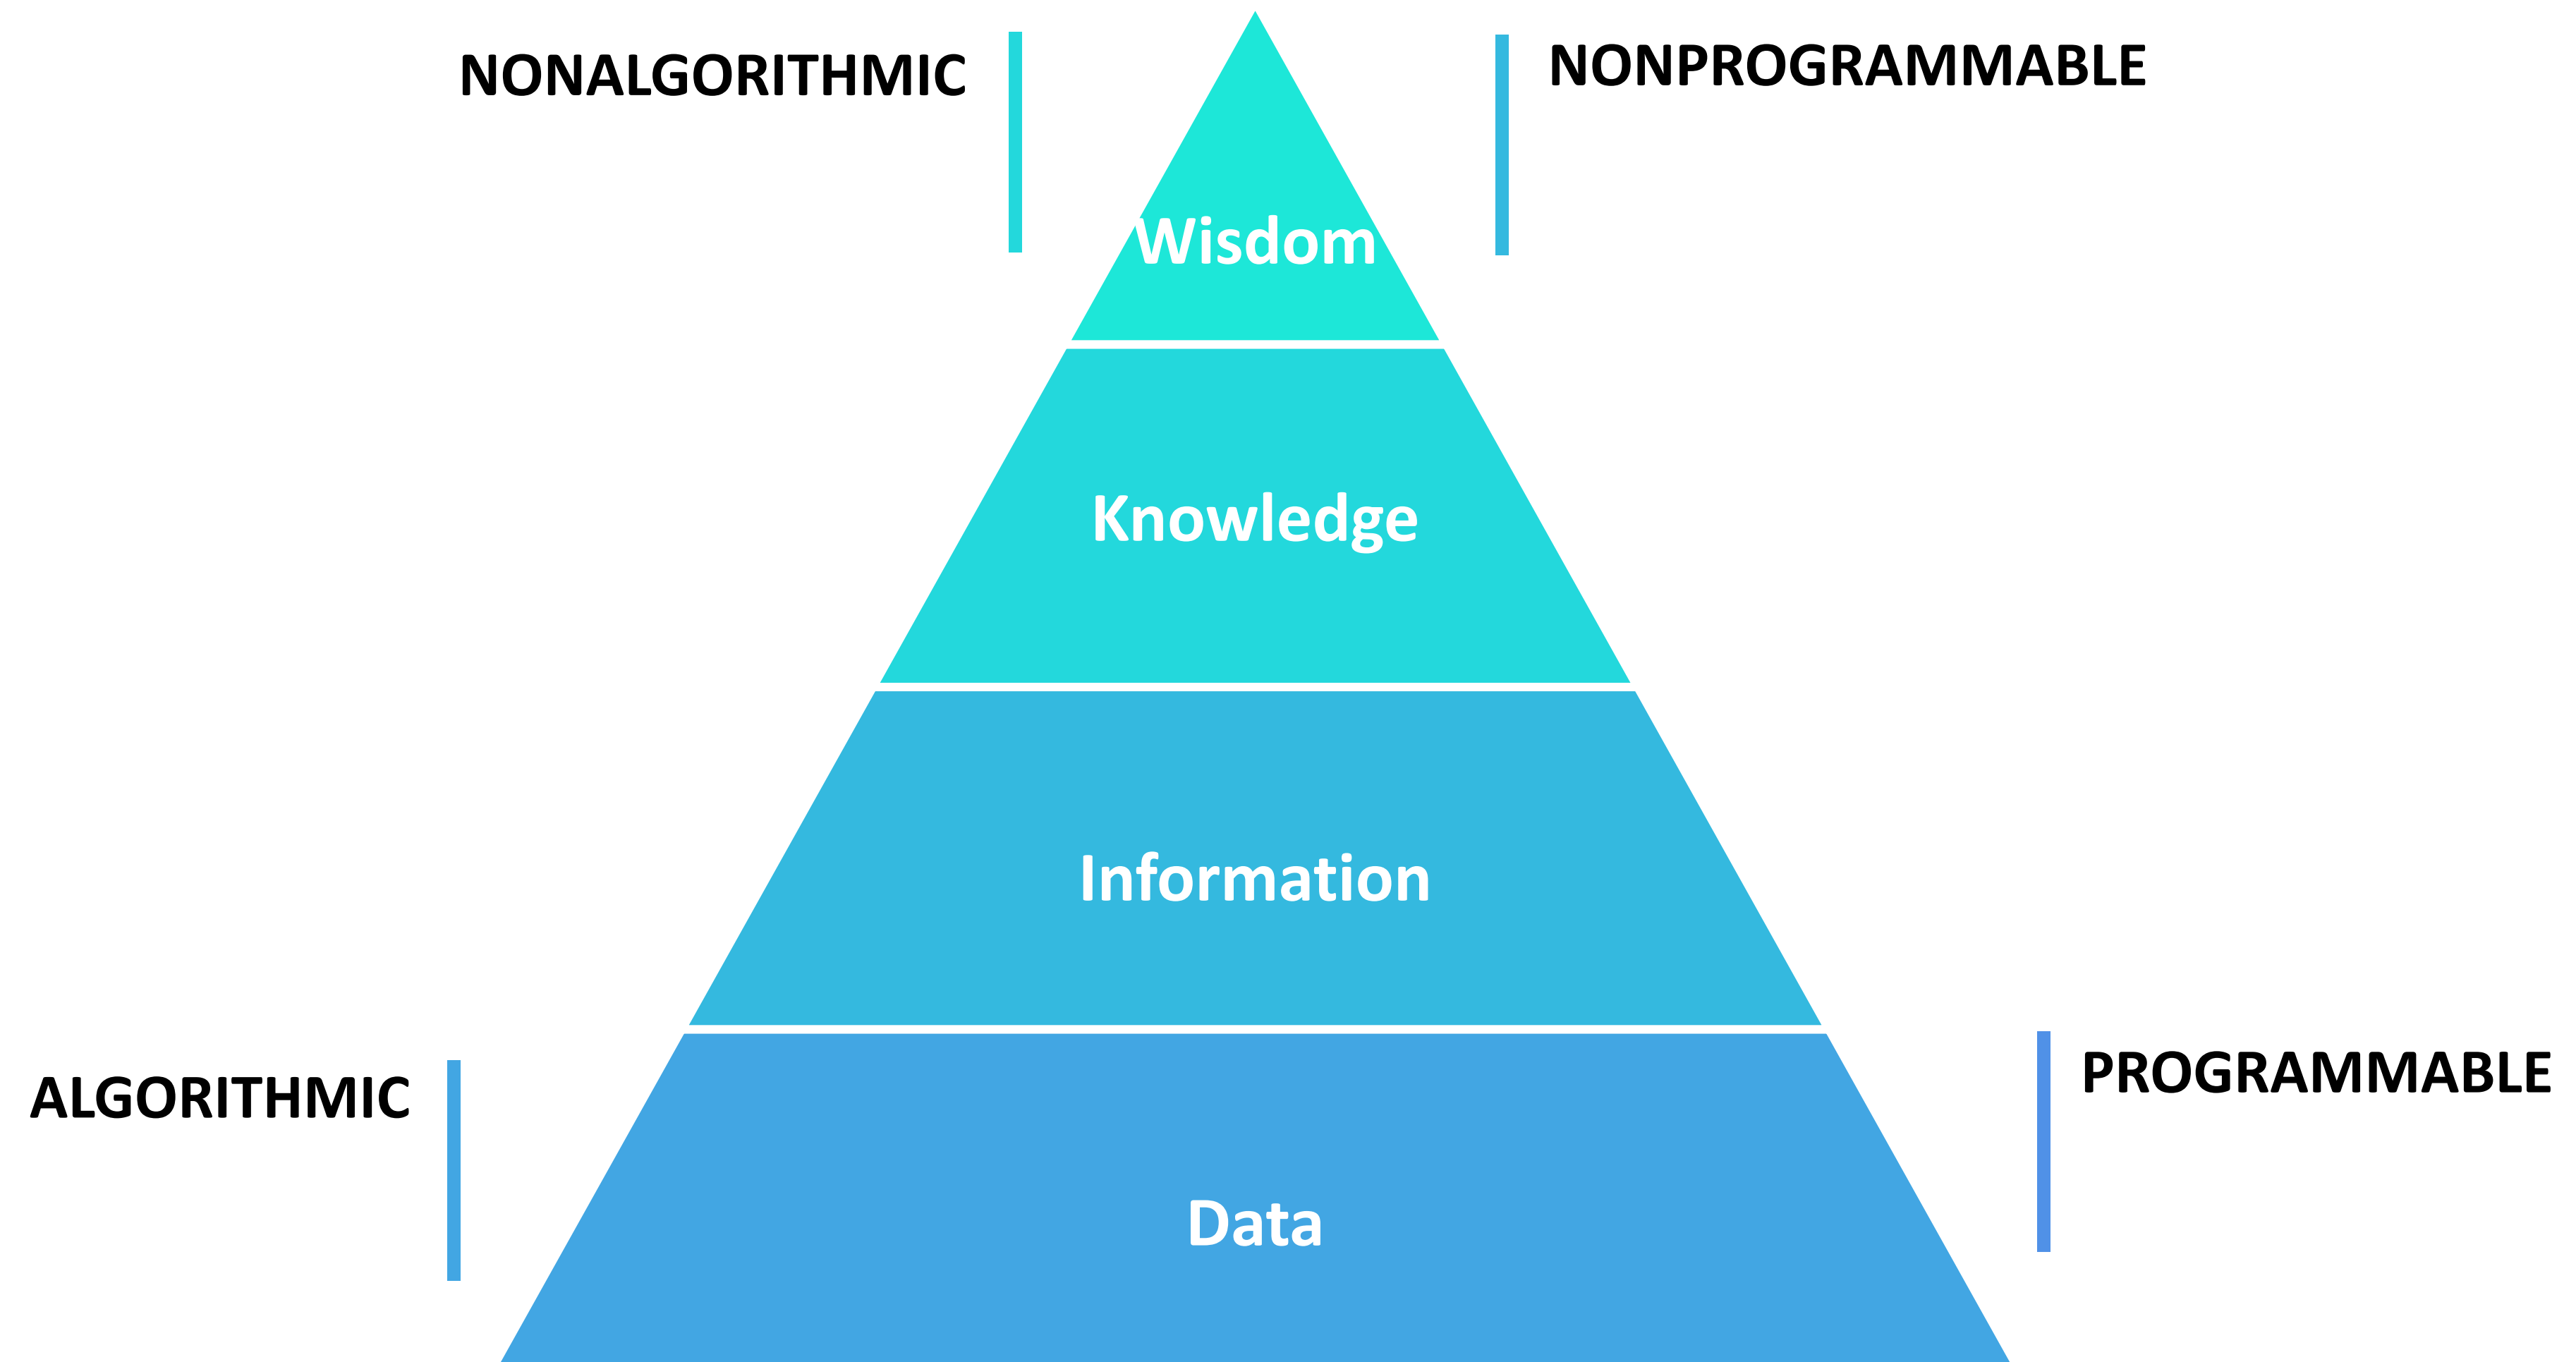 NONALGORITHMIC
NONPROGRAMMABLE
Wisdom
Knowledge
Information
ALGORITHMIC
PROGRAMMABLE
Data